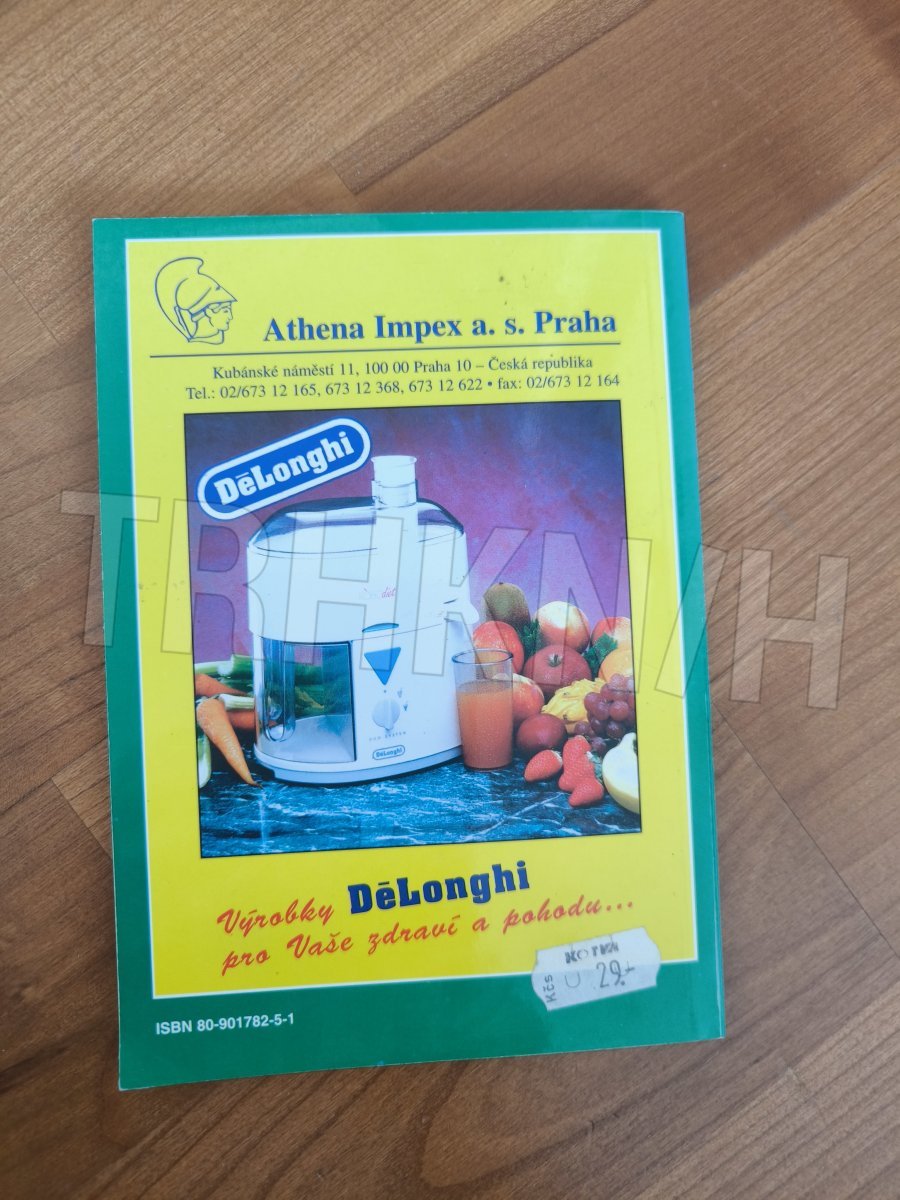 Athena Impex a. s. Praha
Kubánské náměstí 11, 100 00 Praha 10 – Česká republika
Tel.: 02/673 12 165, 673 12 368, 673 12 622 • fax: 02/673 12 164
DēLonghi
diet
DēLonghi
TRHKNIH
Výrobky DēLonghi
pro Vaše zdraví a pohodu...
Kčs 29.-
ISBN 80-901782-5-1